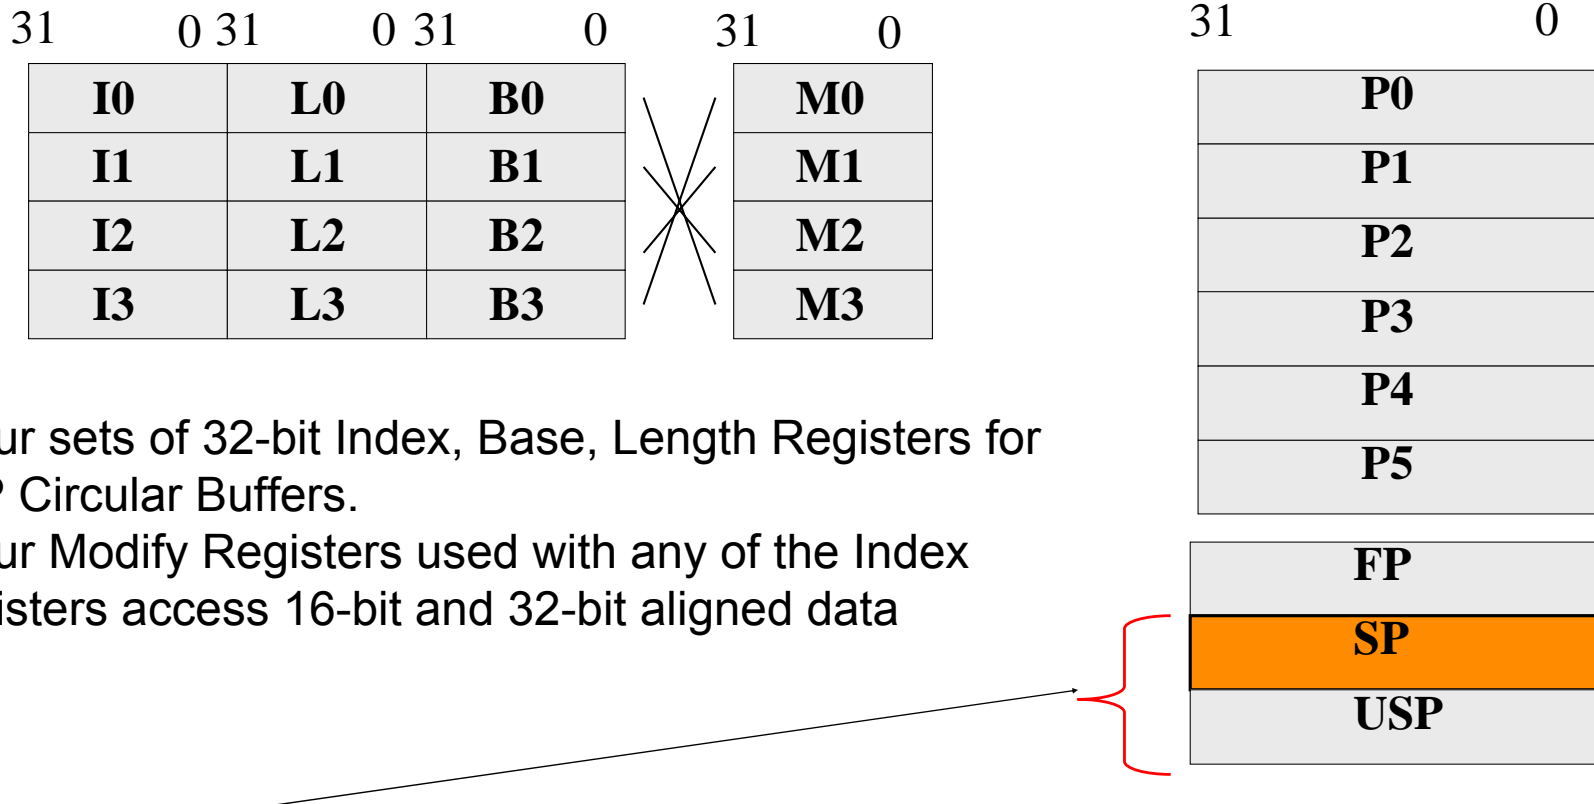 31 0 31 0 31 0 31 0
I0 L0 B0 M0
I1 L1 B1 M1
I2 L2 B2 M2
I3 L3 B3 M3
ur sets of 32-bit Index, Base, Length Registers for
P Circular Buffers.
ur Modify Registers used with any of the Index
isters access 16-bit and 32-bit aligned data
31 0
P0
P1
P2
P3
P4
P5
FP
SP
USP